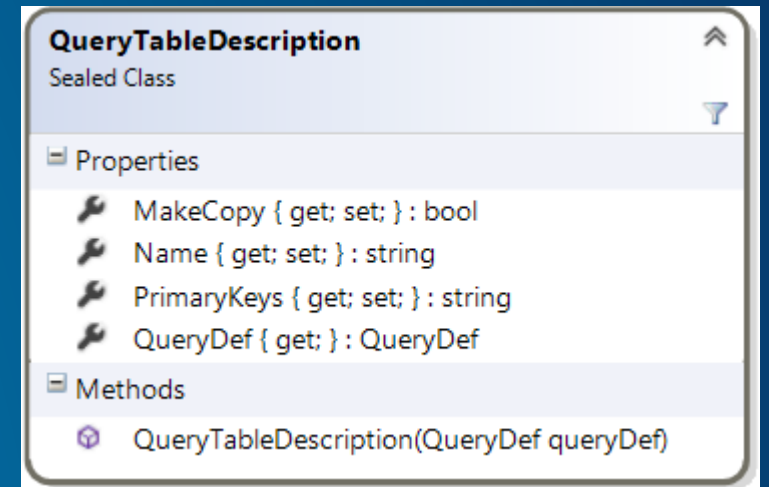 QueryTableDescription
Sealed Class
Properties
MakeCopy { get; set; } : bool
Name { get; set; } : string
PrimaryKeys { get; set; } : string
QueryDef { get; } : QueryDef
Methods
QueryTableDescription(QueryDef queryDef)